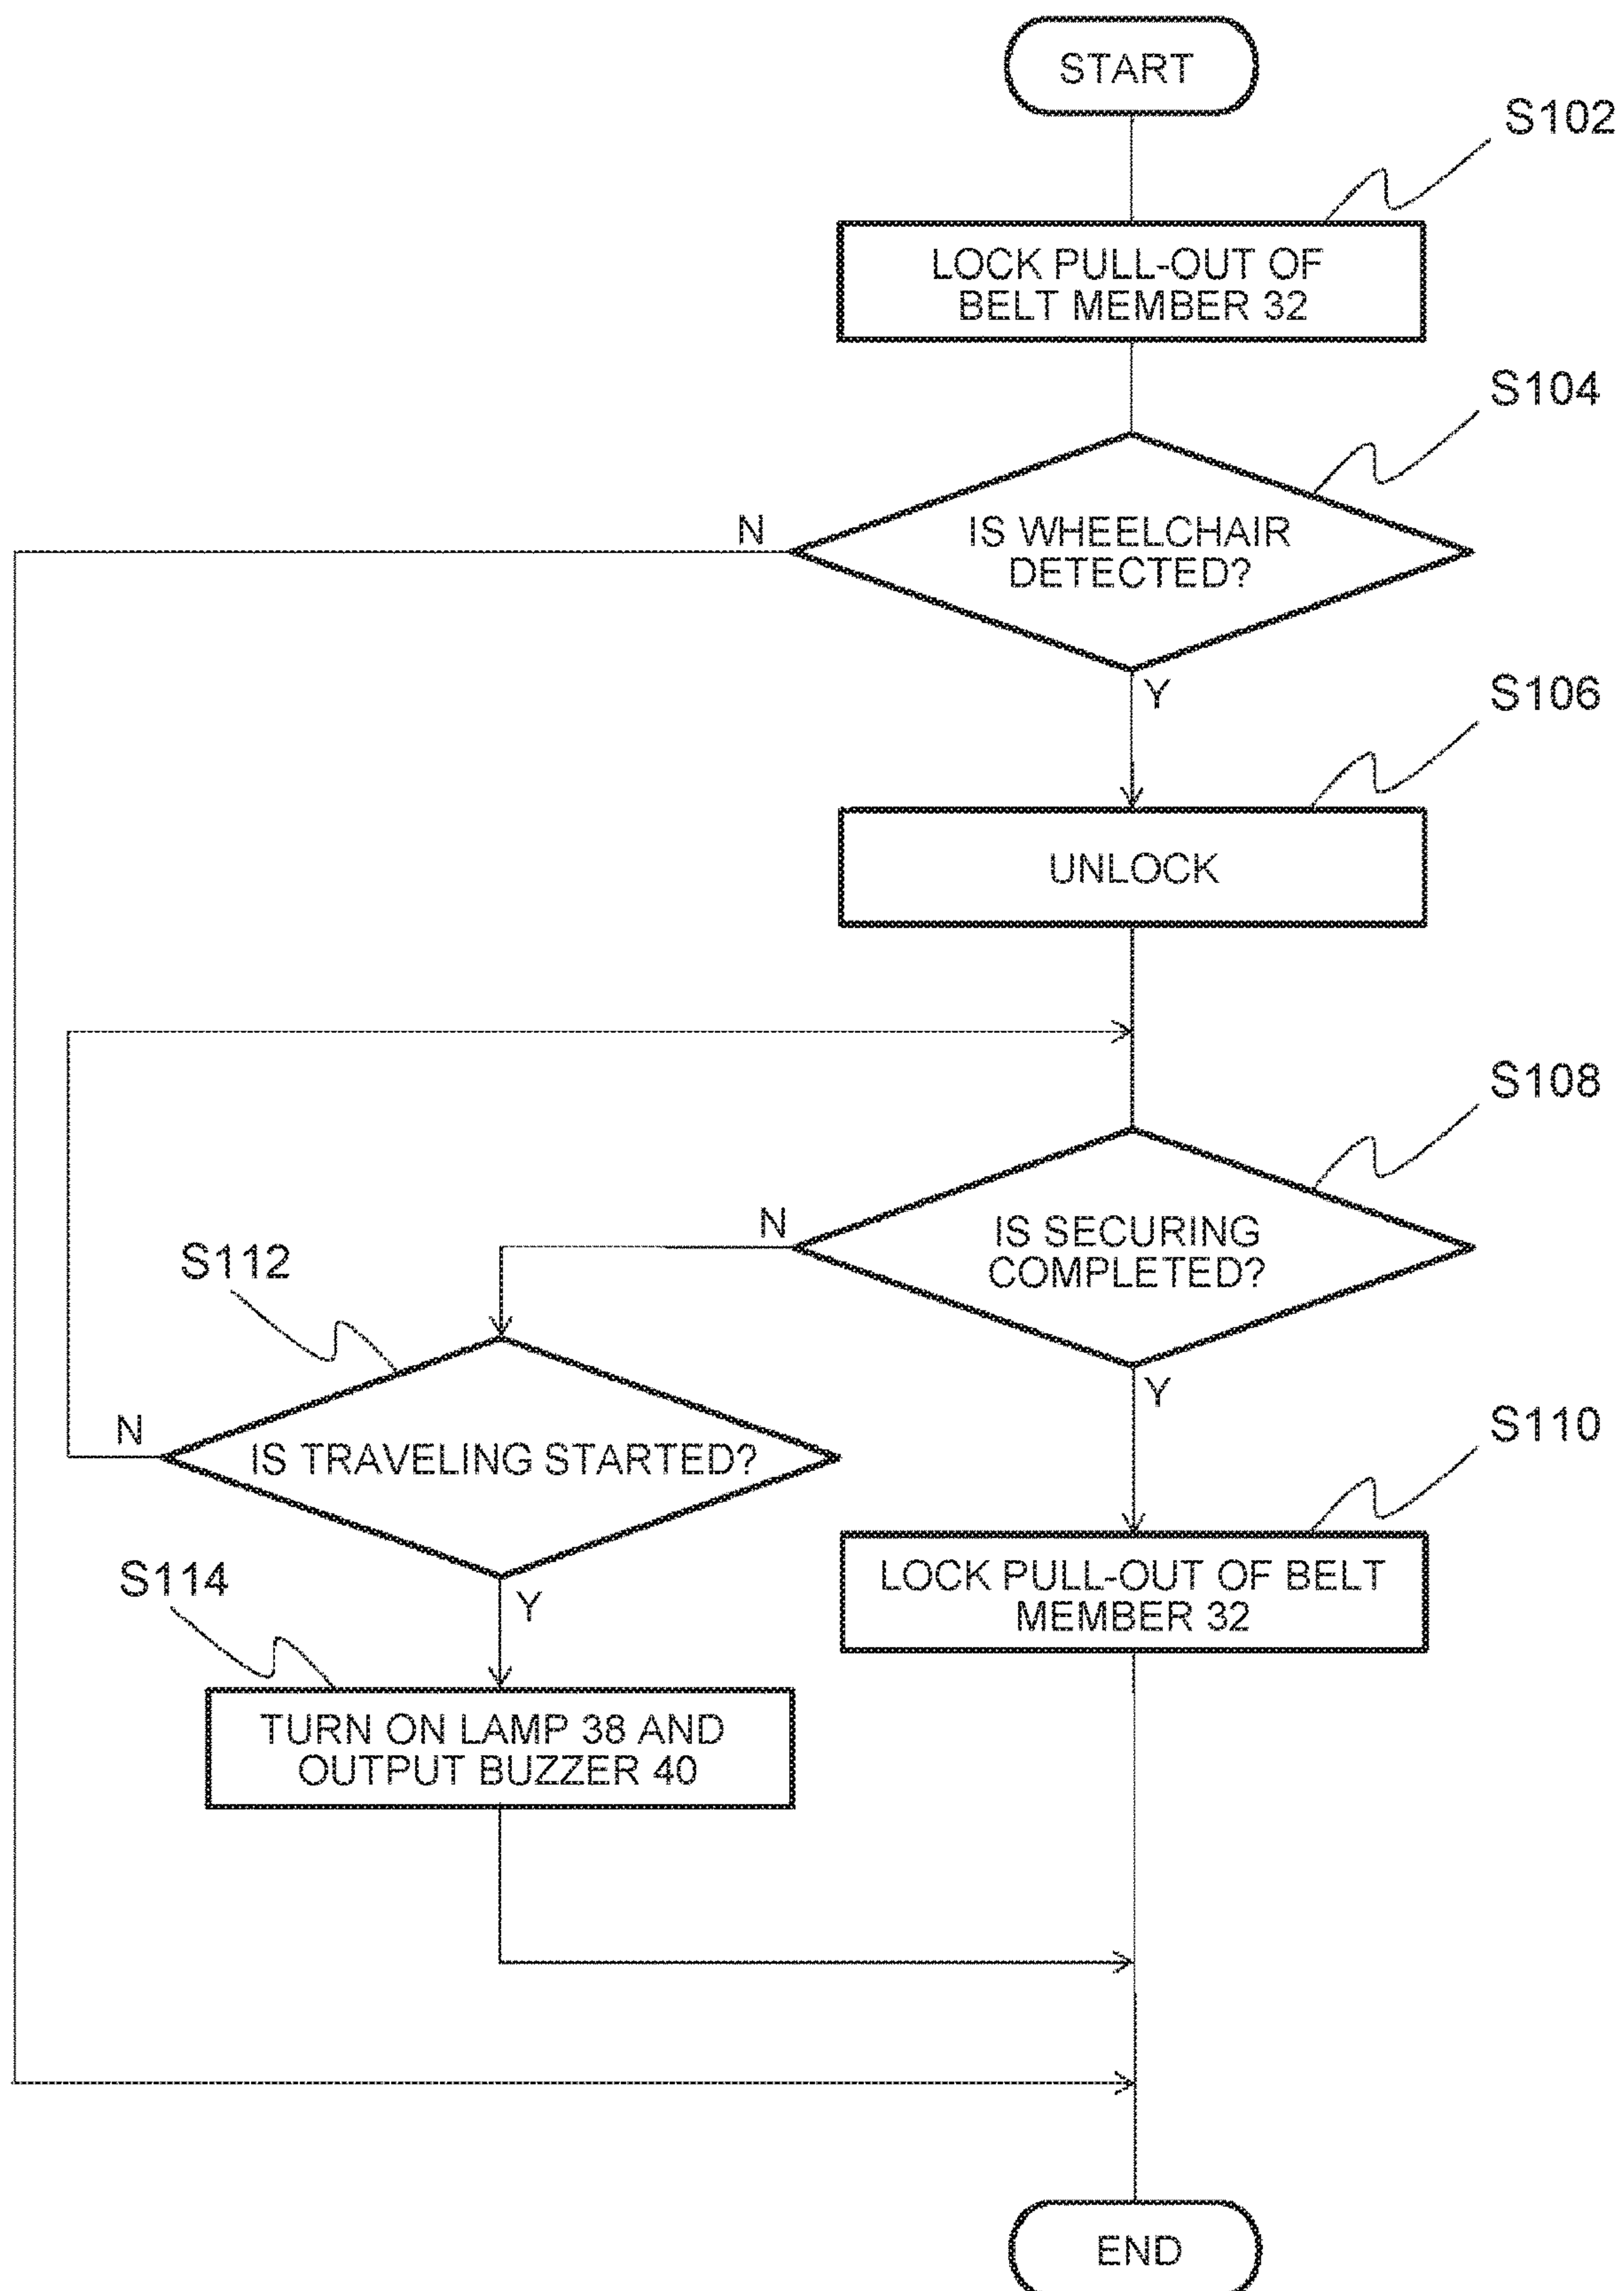 START
S102
LOCK PULL-OUT OF
BELT MEMBER 32
S104
N
IS WHEELCHAIR
DETECTED?
Y
S106
UNLOCK
S108
N
IS SECURING
COMPLETED?
S112
Y
N
IS TRAVELING STARTED?
S110
S114
Y
LOCK PULL-OUT OF BELT
MEMBER 32
TURN ON LAMP 38 AND
OUTPUT BUZZER 40
END